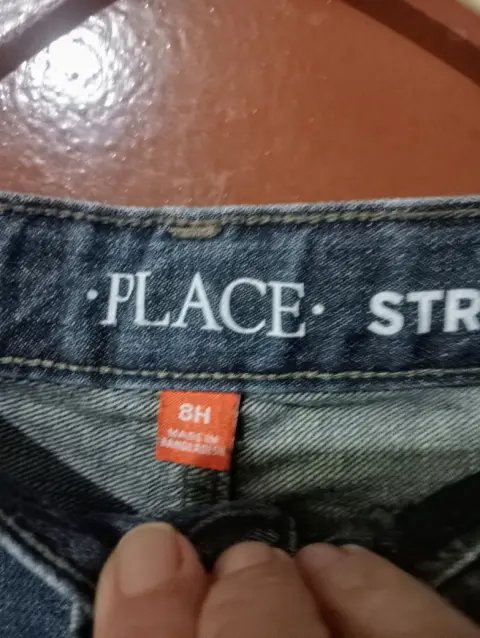 ·PLACE· STR
8H
MADE IN
BANGLADESH